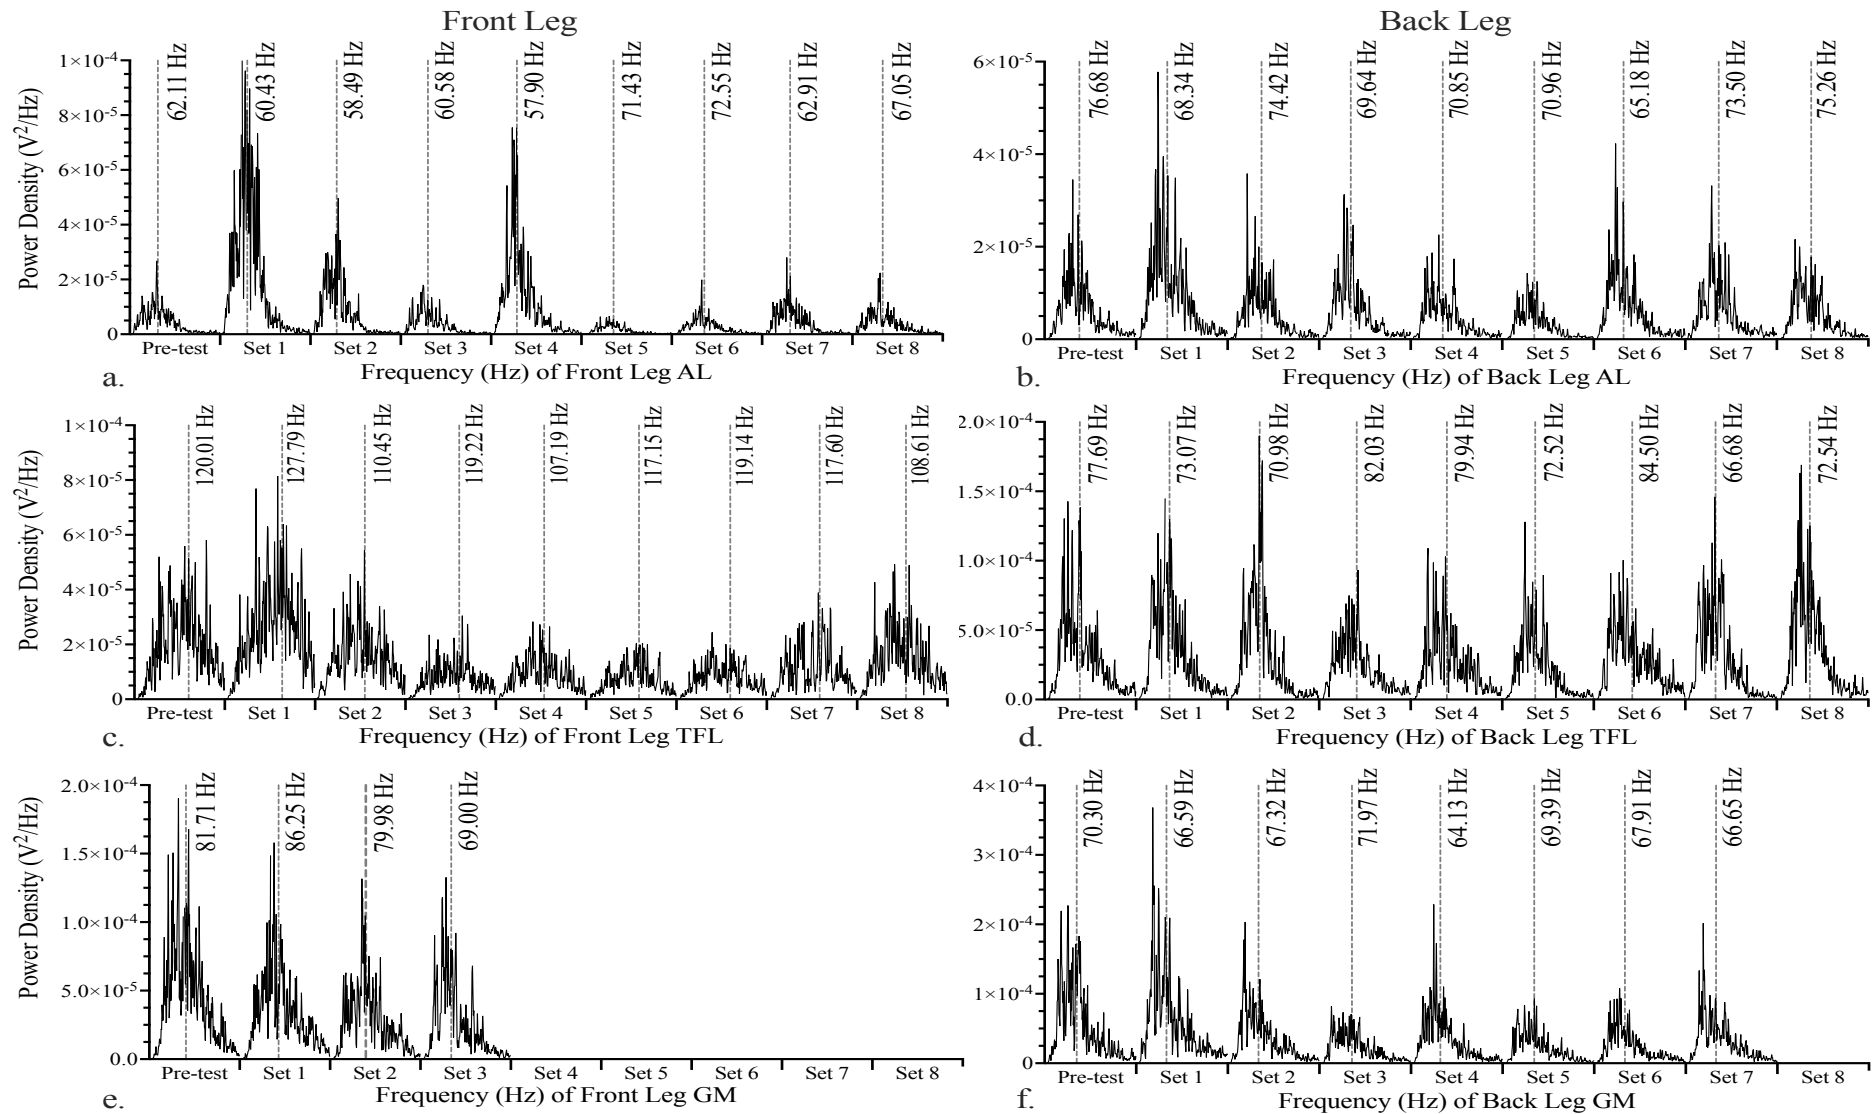 Front Leg
Back Leg
Power Density (V²/Hz)
1×10⁻⁴
8×10⁻⁵
6×10⁻⁵
4×10⁻⁵
2×10⁻⁵
0
62.11 Hz
60.43 Hz
58.49 Hz
60.58 Hz
57.90 Hz
71.43 Hz
72.55 Hz
62.91 Hz
67.05 Hz
Pre-test Set 1 Set 2 Set 3 Set 4 Set 5 Set 6 Set 7 Set 8
a.
Frequency (Hz) of Front Leg AL
6×10⁻⁵
4×10⁻⁵
2×10⁻⁵
0
76.68 Hz
68.34 Hz
74.42 Hz
69.64 Hz
70.85 Hz
70.96 Hz
65.18 Hz
73.50 Hz
75.26 Hz
Pre-test Set 1 Set 2 Set 3 Set 4 Set 5 Set 6 Set 7 Set 8
b.
Frequency (Hz) of Back Leg AL
Power Density (V²/Hz)
1×10⁻⁴
8×10⁻⁵
6×10⁻⁵
4×10⁻⁵
2×10⁻⁵
0
120.01 Hz
127.79 Hz
110.45 Hz
119.22 Hz
107.19 Hz
117.15 Hz
119.14 Hz
117.60 Hz
108.61 Hz
Pre-test Set 1 Set 2 Set 3 Set 4 Set 5 Set 6 Set 7 Set 8
c.
Frequency (Hz) of Front Leg TFL
2.0×10⁻⁴
1.5×10⁻⁴
1.0×10⁻⁴
5.0×10⁻⁵
0.0
77.69 Hz
73.07 Hz
70.98 Hz
82.03 Hz
79.94 Hz
72.52 Hz
84.50 Hz
66.68 Hz
72.54 Hz
Pre-test Set 1 Set 2 Set 3 Set 4 Set 5 Set 6 Set 7 Set 8
d.
Frequency (Hz) of Back Leg TFL
Power Density (V²/Hz)
2.0×10⁻⁴
1.5×10⁻⁴
1.0×10⁻⁴
5.0×10⁻⁵
0.0
81.71 Hz
86.25 Hz
79.98 Hz
69.00 Hz
Pre-test Set 1 Set 2 Set 3 Set 4 Set 5 Set 6 Set 7 Set 8
e.
Frequency (Hz) of Front Leg GM
4×10⁻⁴
3×10⁻⁴
2×10⁻⁴
1×10⁻⁴
0
70.30 Hz
66.59 Hz
67.32 Hz
71.97 Hz
64.13 Hz
69.39 Hz
67.91 Hz
66.65 Hz
Pre-test Set 1 Set 2 Set 3 Set 4 Set 5 Set 6 Set 7 Set 8
f.
Frequency (Hz) of Back Leg GM